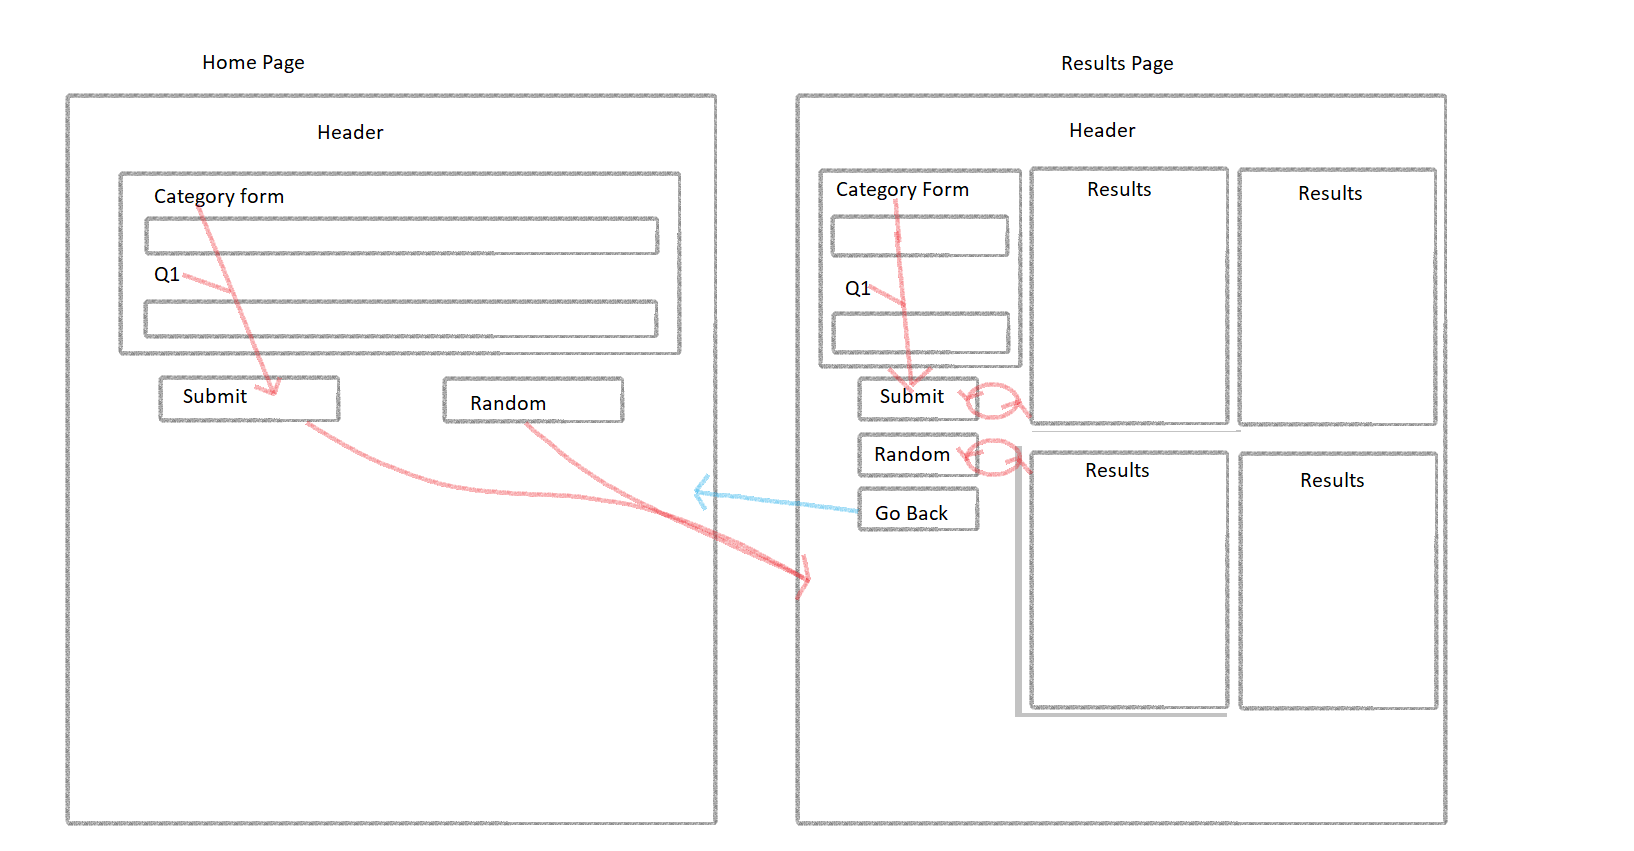 Home Page
Header
Category form
Q1
Submit
Random
Results Page
Header
Category Form
Q1
Submit
Random
Go Back
Results
Results
Results
Results